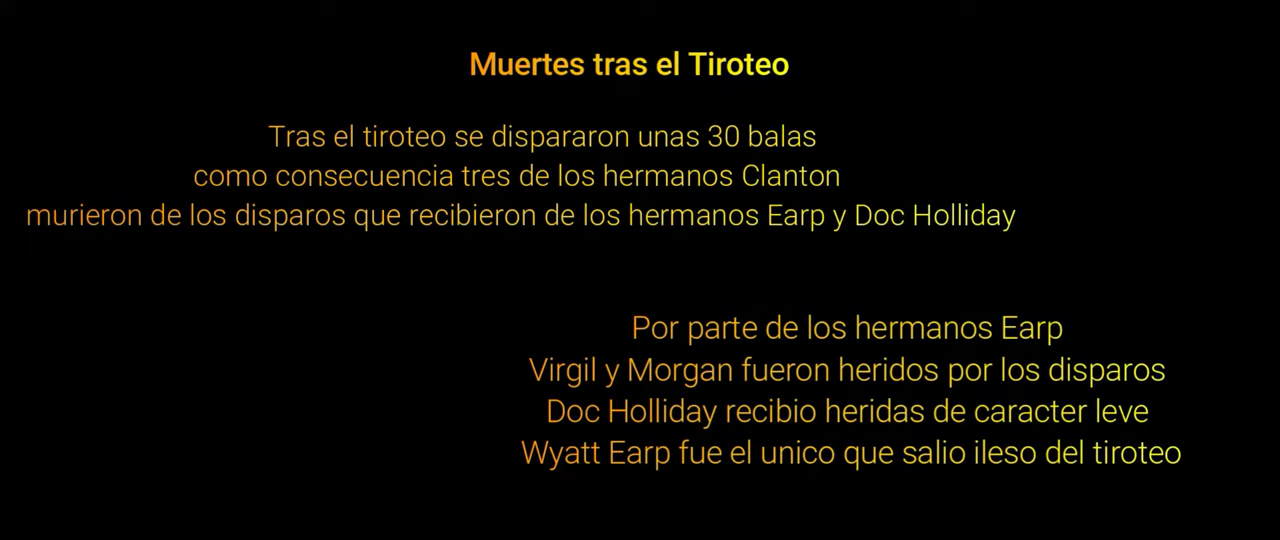 Muertes tras el Tiroteo
Tras el tiroteo se dispararon unas 30 balas
como consecuencia tres de los hermanos Clanton
murieron de los disparos que recibieron de los hermanos Earp y Doc Holliday
Por parte de los hermanos Earp
Virgil y Morgan fueron heridos por los disparos
Doc Holliday recibio heridas de caracter leve
Wyatt Earp fue el unico que salio ileso del tiroteo